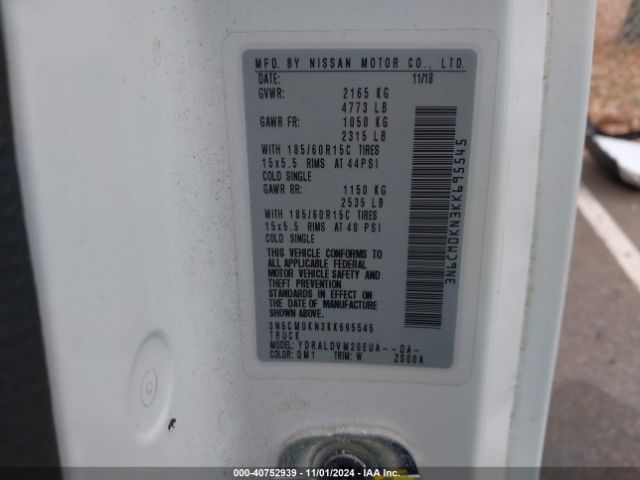 MFD. BY NISSAN MOTOR CO., LTD.
DATE: 11/18
GVWR: 2165 KG
4773 LB
GAWR FR: 1050 KG
2315 LB
WITH 185/60R15C TIRES
15x5.5 RIMS AT 44PSI
COLD SINGLE
GAWR RR: 1150 KG
2535 LB
WITH 185/60R15C TIRES
15x5.5 RIMS AT 48 PSI
COLD SINGLE
THIS VEHICLE CONFORMS TO
ALL APPLICABLE FEDERAL
MOTOR VEHICLE SAFETY AND
THEFT PREVENTION
STANDARDS IN EFFECT ON THE
DATE OF MANUFACTURE
SHOWN ABOVE.
3N6CM0KN3KK695545
TRUCK
MODEL: YDRALDVM20EUA--DA-
COLOR: QM1 TRIM: W ZS00A
3N6CM0KN3KK695545
000-40752939 • 11/01/2024 • IAA Inc.